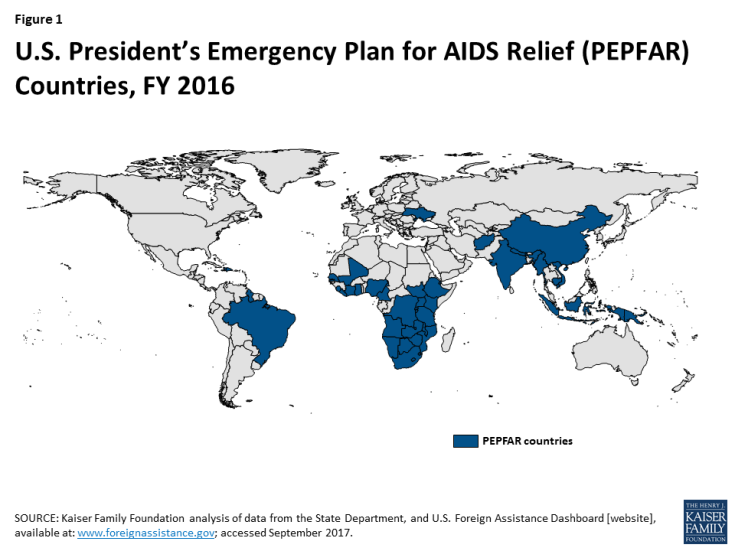 Figure 1
U.S. President’s Emergency Plan for AIDS Relief (PEPFAR)
Countries, FY 2016
PEPFAR countries
SOURCE: Kaiser Family Foundation analysis of data from the State Department, and U.S. Foreign Assistance Dashboard [website],
available at: www.foreignassistance.gov; accessed September 2017.
THE HENRY J.
KAISER
FAMILY
FOUNDATION